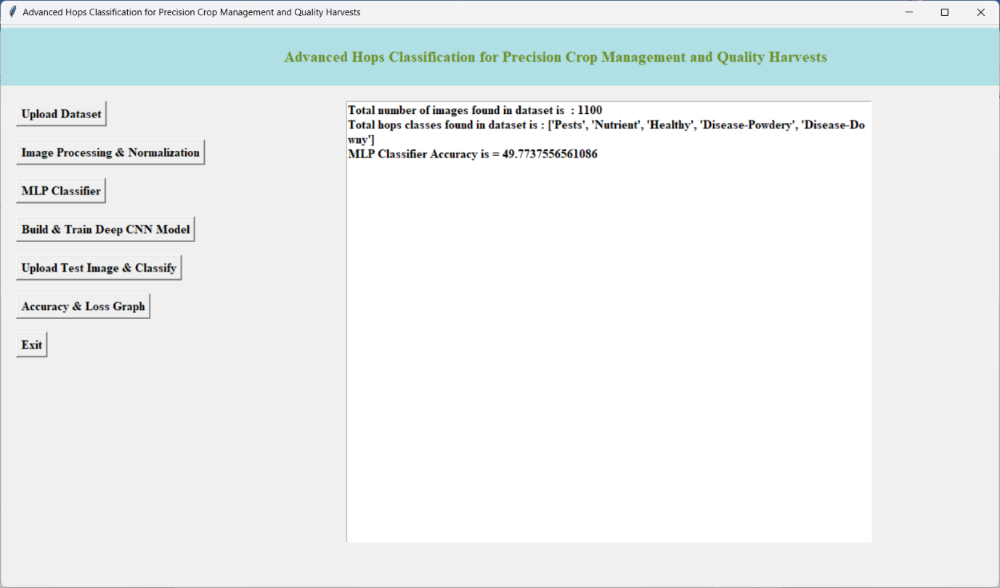 Advanced Hops Classification for Precision Crop Management and Quality Harvests
Advanced Hops Classification for Precision Crop Management and Quality Harvests
Upload Dataset
Image Processing & Normalization
MLP Classifier
Build & Train Deep CNN Model
Upload Test Image & Classify
Accuracy & Loss Graph
Exit
Total number of images found in dataset is  : 1100
Total hops classes found in dataset is : ['Pests', 'Nutrient', 'Healthy', 'Disease-Powdery', 'Disease-Do
wny']
MLP Classifier Accuracy is = 49.7737556561086